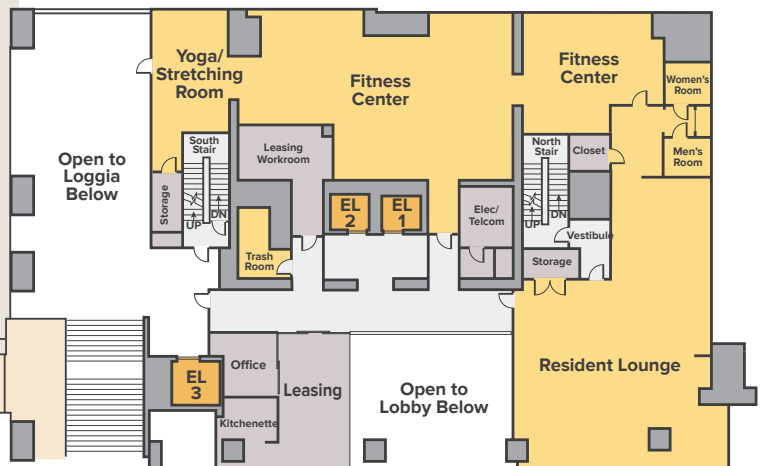 Yoga/
Stretching
Room
Fitness
Center
Fitness
Center
Women's
Room
Men's
Room
Closet
North
Stair
UP
DN
Vestibule
Storage
Elec/
Telcom
Leasing
Workroom
South
Stair
UP
DN
Storage
EL
2
EL
1
Trash
Room
Open to
Loggia
Below
EL
3
Office
Kitchenette
Leasing
Open to
Lobby Below
Resident Lounge